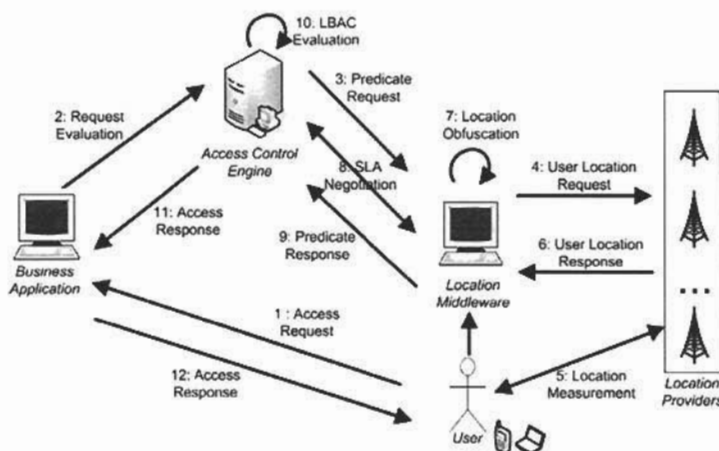 10. LBAC
Evaluation
3: Predicate
Request
2: Request
Evaluation
7: Location
Obfuscation
Access Control
Engine
8: SLA
Negotiation
4: User Location
Request
11: Access
Response
9: Predicate
Response
6: User Location
Response
Business
Application
Location
Middleware
...
1 : Access
Request
12: Access
Response
5: Location
Measurement
Location
Providers
User